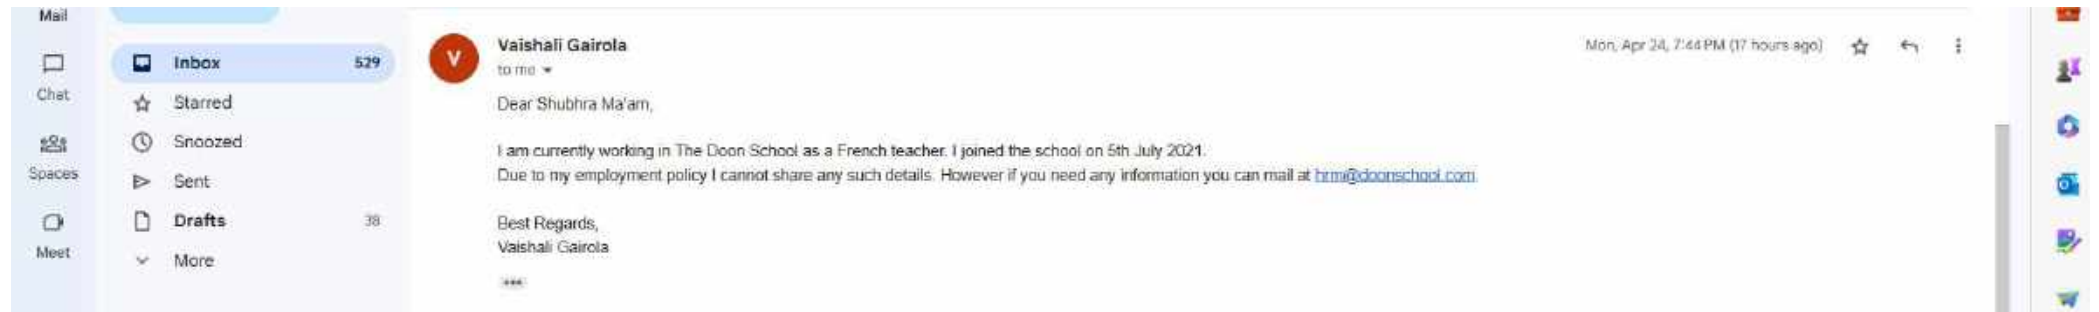 Mail
Chat
Spaces
Meet
Inbox 529
Starred
Snoozed
Sent
Drafts 38
More
V
Vaishali Gairola
Mon, Apr 24, 7:44 PM (17 hours ago)
to me
Dear Shubhra Ma'am,
I am currently working in The Doon School as a French teacher. I joined the school on 5th July 2021.
Due to my employment policy I cannot share any such details. However if you need any information you can mail at hrm@doonschool.com
Best Regards,
Vaishali Gairola